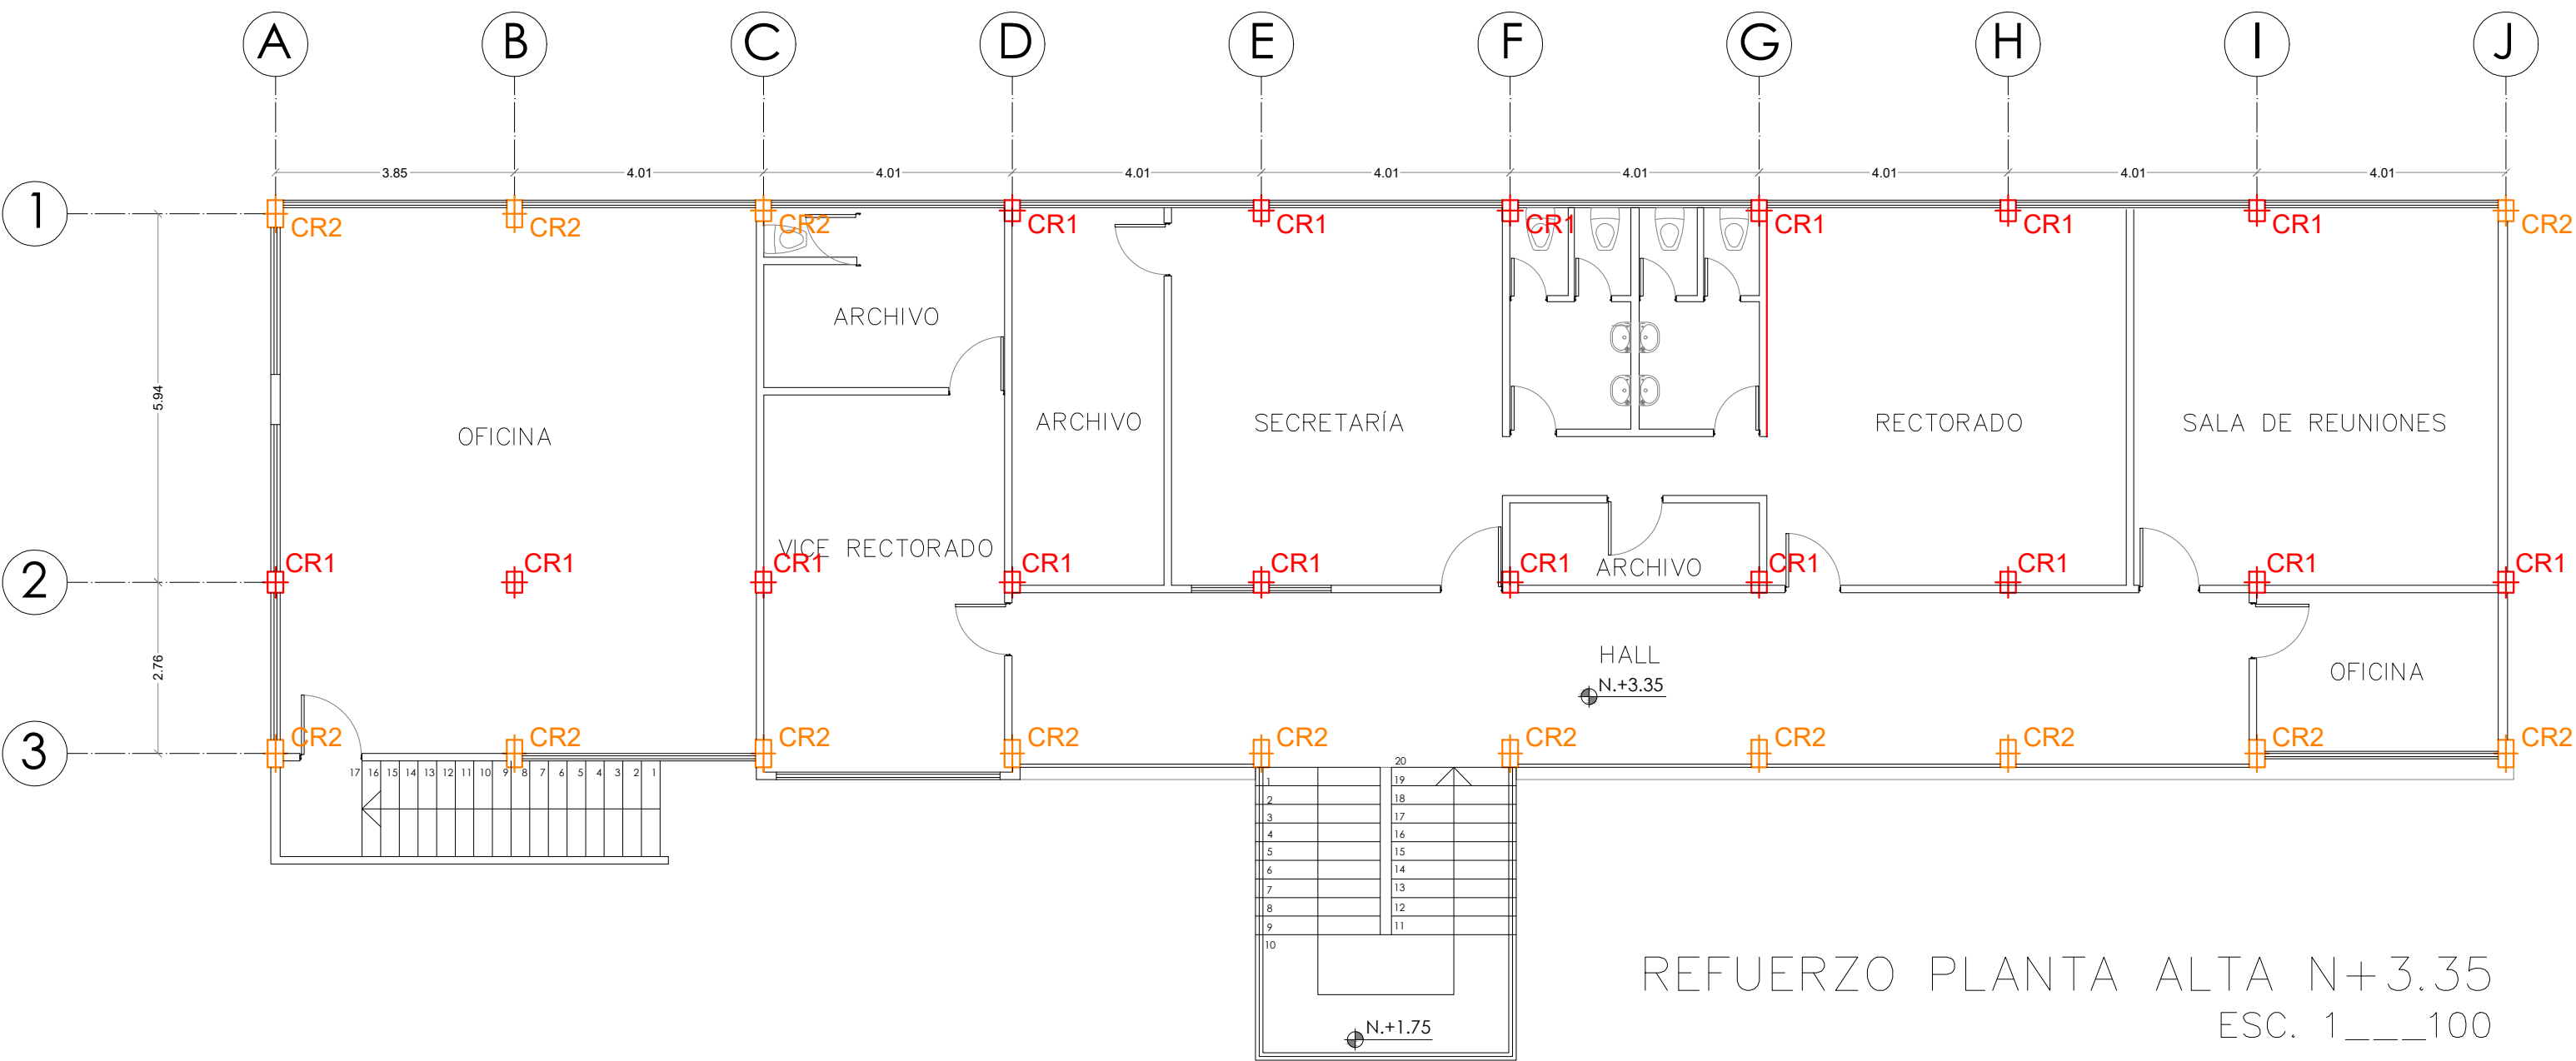 A B C D E F G H I J
3.85 4.01 4.01 4.01 4.01 4.01 4.01 4.01 4.01
1
CR2 CR2 CR2 CR1 CR1 CR1 CR1 CR1 CR1 CR2
ARCHIVO
5.94
OFICINA ARCHIVO SECRETARÍA RECTORADO SALA DE REUNIONES
VICE RECTORADO
ARCHIVO
2
CR1 CR1 CR1 CR1 CR1 CR1 CR1 CR1 CR1 CR1
2.76
HALL
N.+3.35
OFICINA
3
CR2 CR2 CR2 CR2 CR2 CR2 CR2 CR2 CR2 CR2
17 16 15 14 13 12 11 10 9 8 7 6 5 4 3 2 1
20
1 19
2 18
3 17
4 16
5 15
6 14
7 13
8 12
9 11
10
N.+1.75
REFUERZO PLANTA ALTA N+3.35
ESC. 1___100